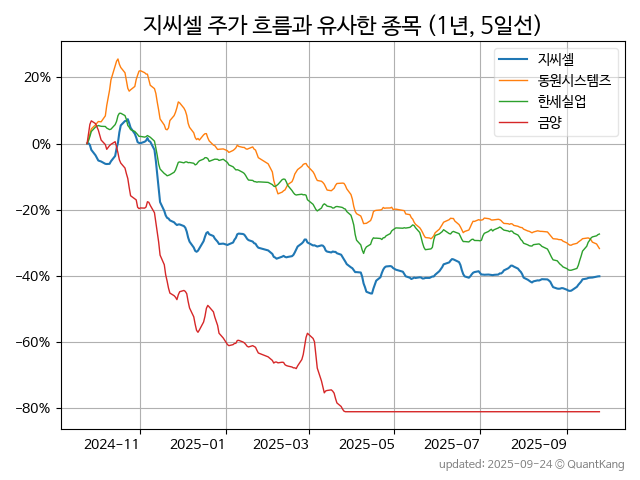 지씨셀 주가 흐름과 유사한 종목 (1년, 5일선)
지씨셀
동원시스템즈
한세실업
금양
20%
0%
−20%
−40%
−60%
−80%
2024-11
2025-01
2025-03
2025-05
2025-07
2025-09
updated: 2025-09-24 © QuantKang